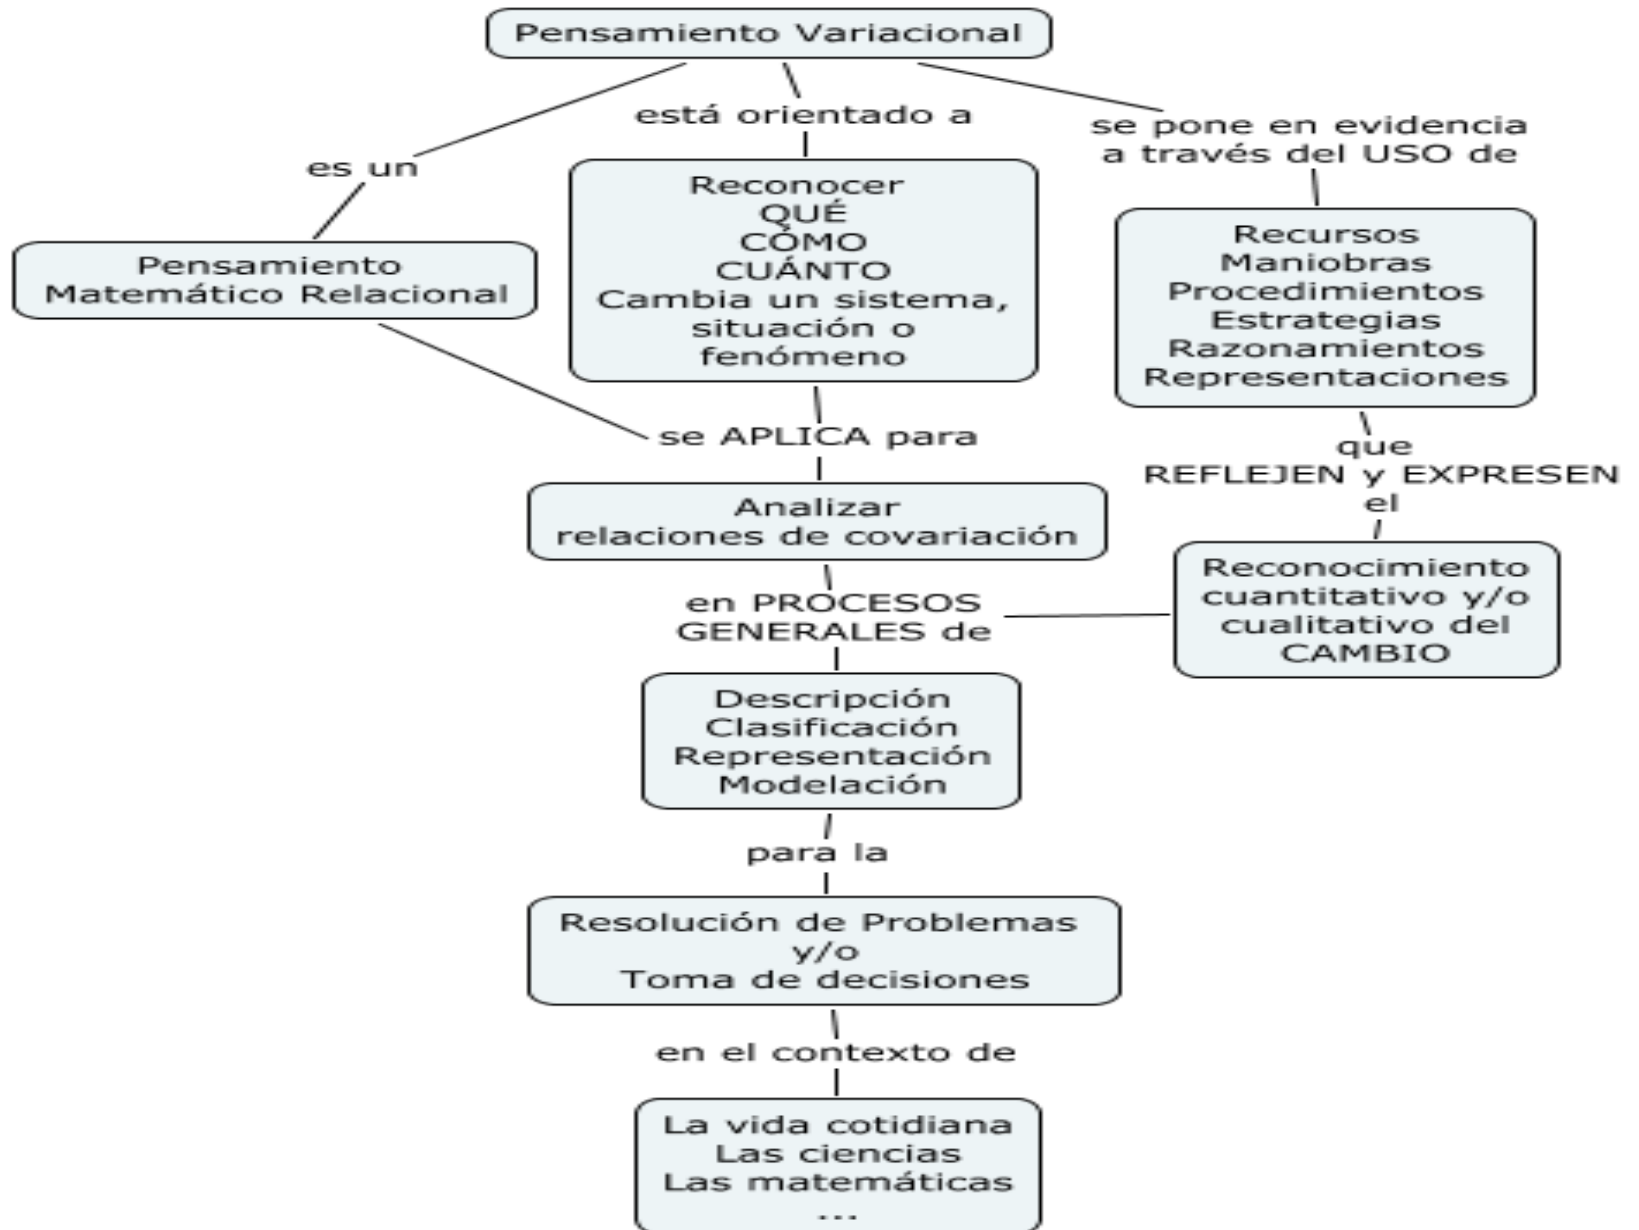 Pensamiento Variacional
está orientado a
se pone en evidencia
a través del USO de
es un
Reconocer
QUÉ
CÓMO
CUÁNTO
Cambia un sistema,
situación o
fenómeno
Recursos
Maniobras
Procedimientos
Estrategias
Razonamientos
Representaciones
Pensamiento
Matemático Relacional
se APLICA para
que
REFLEJEN y EXPRESEN
el
Analizar
relaciones de covariación
Reconocimiento
cuantitativo y/o
cualitativo del
CAMBIO
en PROCESOS
GENERALES de
Descripción
Clasificación
Representación
Modelación
para la
Resolución de Problemas
y/o
Toma de decisiones
en el contexto de
La vida cotidiana
Las ciencias
Las matemáticas
...